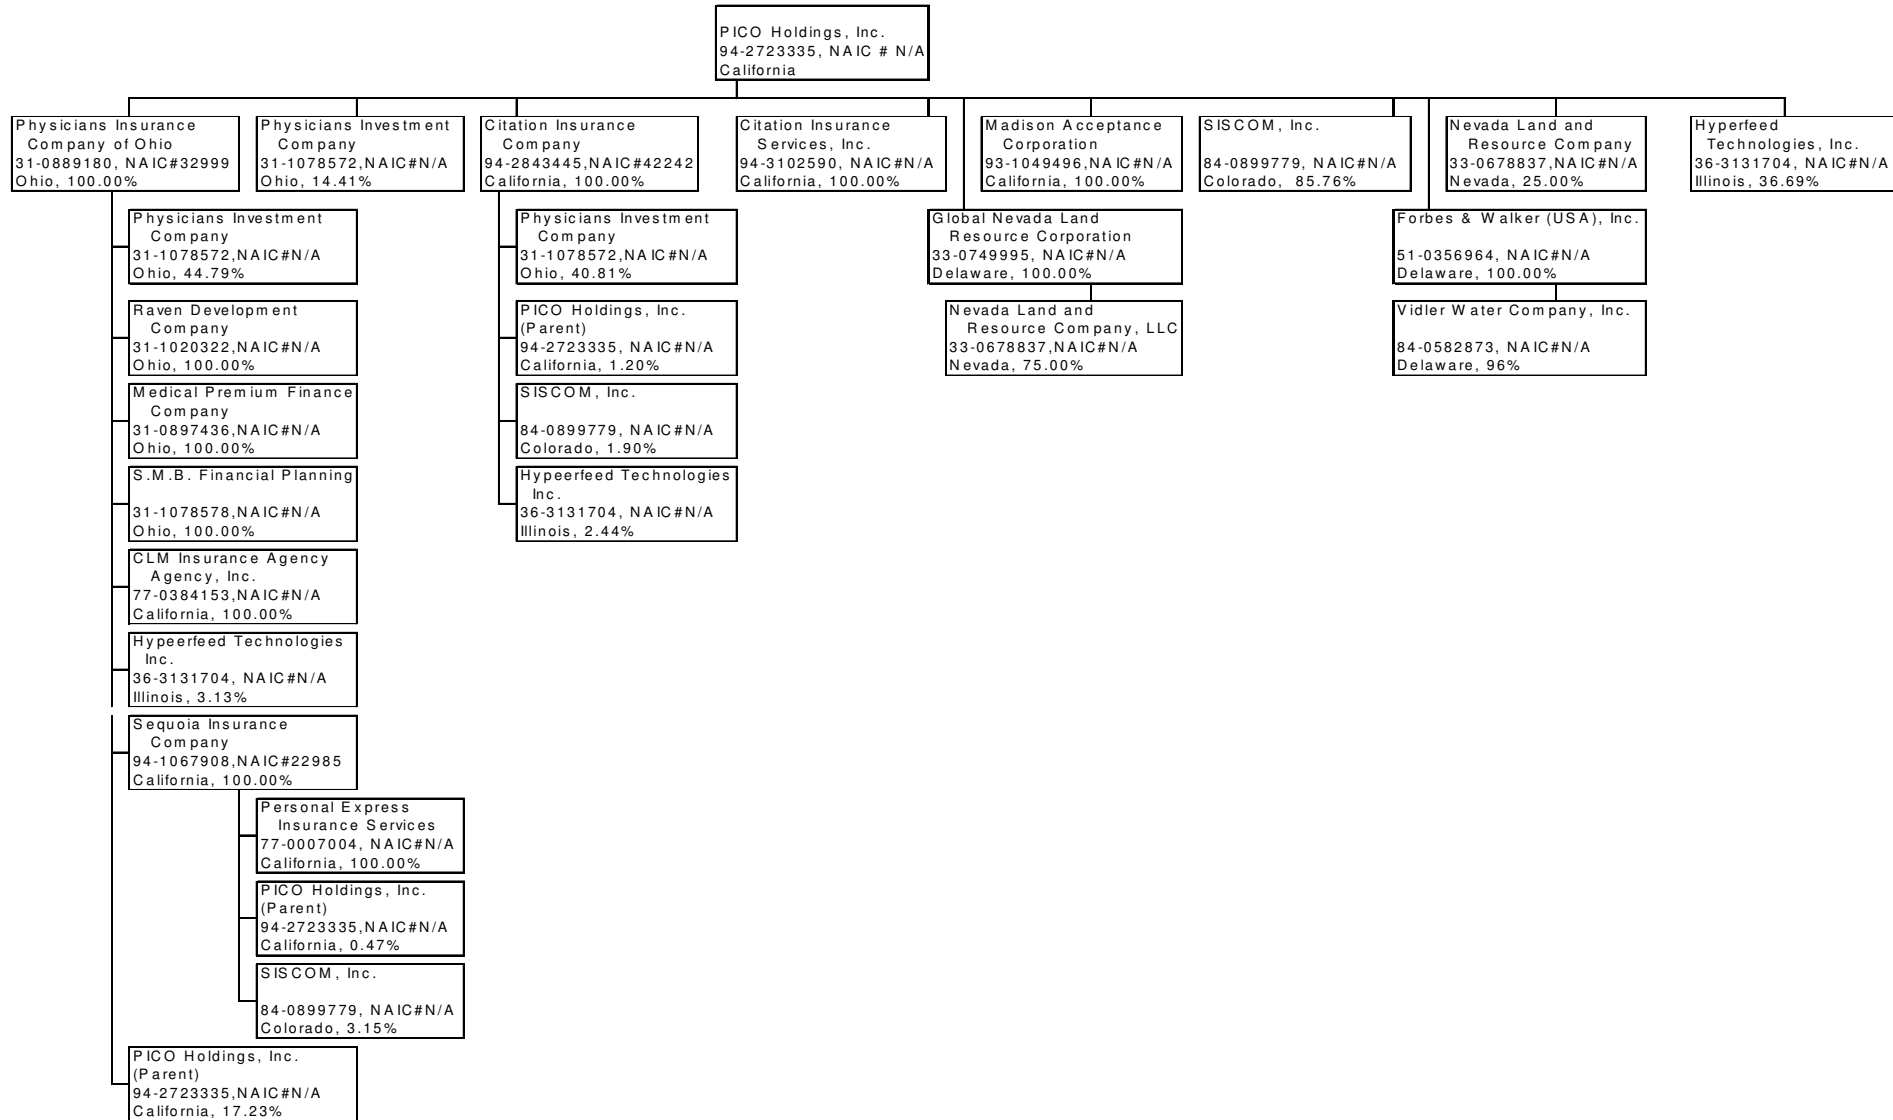 PICO Holdings, Inc.
94-2723335, NAIC # N/A
California
Physicians Insurance
Company of Ohio
31-0889180, NAIC#32999
Ohio, 100.00%
Physicians Investment
Company
31-1078572,NAIC#N/A
Ohio, 14.41%
Citation Insurance
Company
94-2843445,NAIC#42242
California, 100.00%
Citation Insurance
Services, Inc.
94-3102590, NAIC#N/A
California, 100.00%
Madison Acceptance
Corporation
93-1049496,NAIC#N/A
California, 100.00%
SISCOM, Inc.
84-0899779, NAIC#N/A
Colorado, 85.76%
Nevada Land and
Resource Company
33-0678837,NAIC#N/A
Nevada, 25.00%
Hyperfeed
Technologies, Inc.
36-3131704, NAIC#N/A
Illinois, 36.69%
Physicians Investment
Company
31-1078572,NAIC#N/A
Ohio, 44.79%
Raven Development
Company
31-1020322,NAIC#N/A
Ohio, 100.00%
Medical Premium Finance
Company
31-0897436,NAIC#N/A
Ohio, 100.00%
S.M.B. Financial Planning
31-1078578,NAIC#N/A
Ohio, 100.00%
CLM Insurance Agency
Agency, Inc.
77-0384153,NAIC#N/A
California, 100.00%
Hypeerfeed Technologies
Inc.
36-3131704, NAIC#N/A
Illinois, 3.13%
Sequoia Insurance
Company
94-1067908,NAIC#22985
California, 100.00%
Personal Express
Insurance Services
77-0007004, NAIC#N/A
California, 100.00%
PICO Holdings, Inc.
(Parent)
94-2723335,NAIC#N/A
California, 0.47%
SISCOM, Inc.
84-0899779, NAIC#N/A
Colorado, 3.15%
PICO Holdings, Inc.
(Parent)
94-2723335,NAIC#N/A
California, 17.23%
Physicians Investment
Company
31-1078572,NAIC#N/A
Ohio, 40.81%
PICO Holdings, Inc.
(Parent)
94-2723335, NAIC#N/A
California, 1.20%
SISCOM, Inc.
84-0899779, NAIC#N/A
Colorado, 1.90%
Hypeerfeed Technologies
Inc.
36-3131704, NAIC#N/A
Illinois, 2.44%
Global Nevada Land
Resource Corporation
33-0749995, NAIC#N/A
Delaware, 100.00%
Nevada Land and
Resource Company, LLC
33-0678837,NAIC#N/A
Nevada, 75.00%
Forbes & Walker (USA), Inc.
51-0356964, NAIC#N/A
Delaware, 100.00%
Vidler Water Company, Inc.
84-0582873, NAIC#N/A
Delaware, 96%